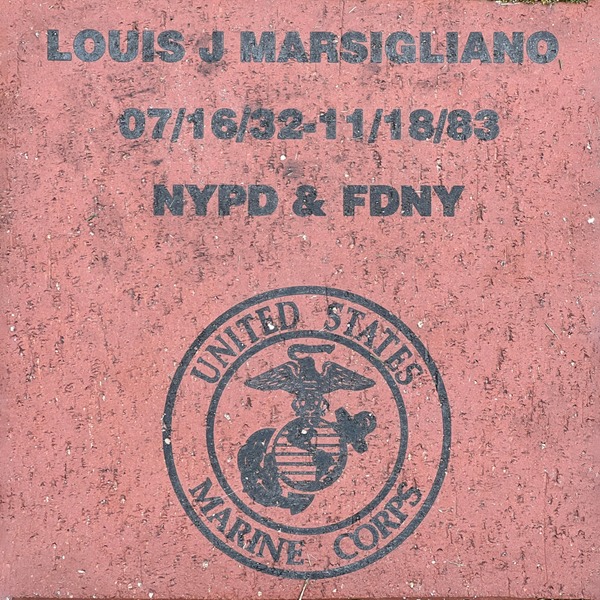 LOUIS J MARSIGLIANO
07/16/32-11/18/83
NYPD & FDNY
UNITED STATES
MARINE CORPS